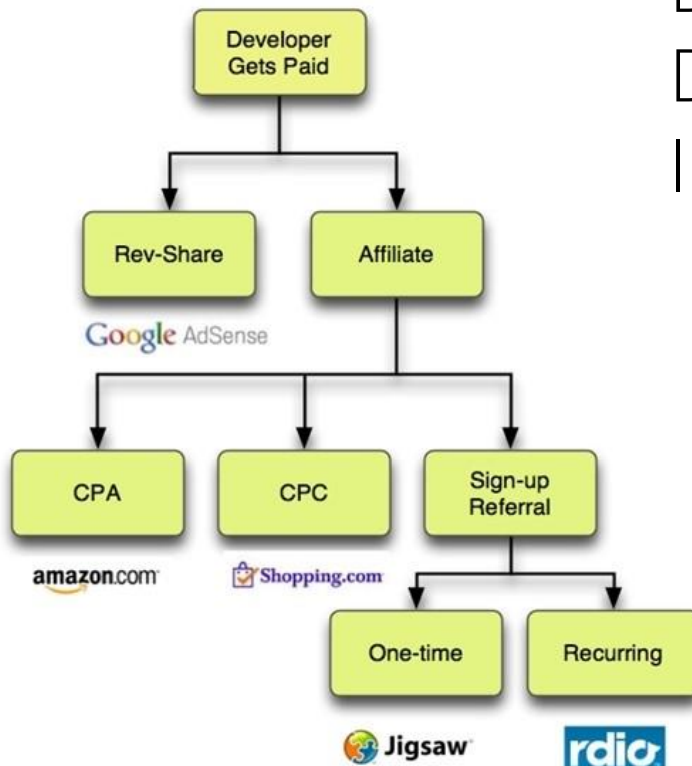 Developer
Gets Paid
Rev-Share
Affiliate
Google AdSense
CPA
CPC
Sign-up
Referral
amazon.com
Shopping.com
One-time
Recurring
Jigsaw
rdio